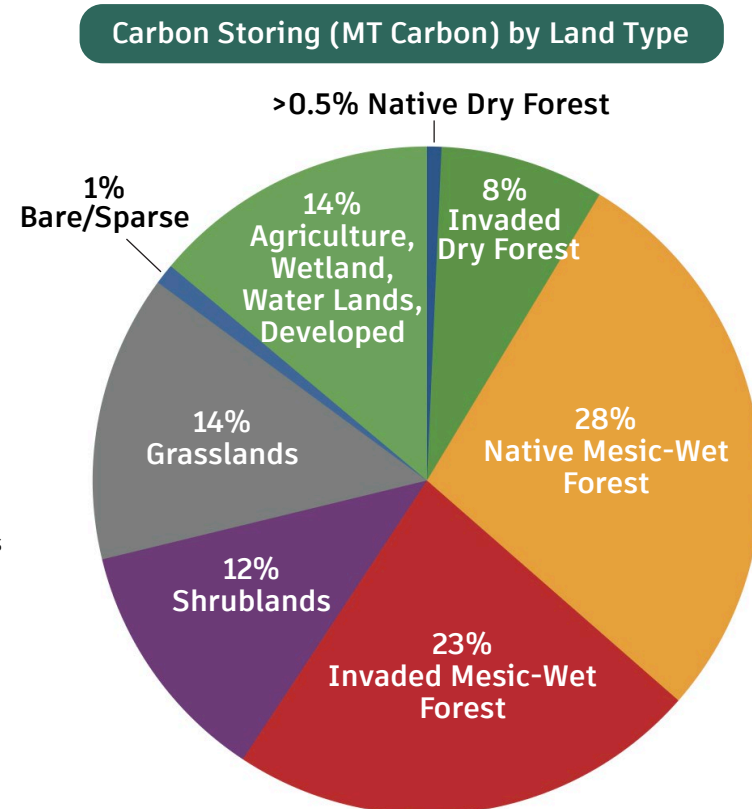 Carbon Storing (MT Carbon) by Land Type
>0.5% Native Dry Forest
8%
Invaded
Dry Forest
28%
Native Mesic-Wet
Forest
23%
Invaded Mesic-Wet
Forest
12%
Shrublands
14%
Grasslands
1%
Bare/Sparse
14%
Agriculture,
Wetland,
Water Lands,
Developed
s